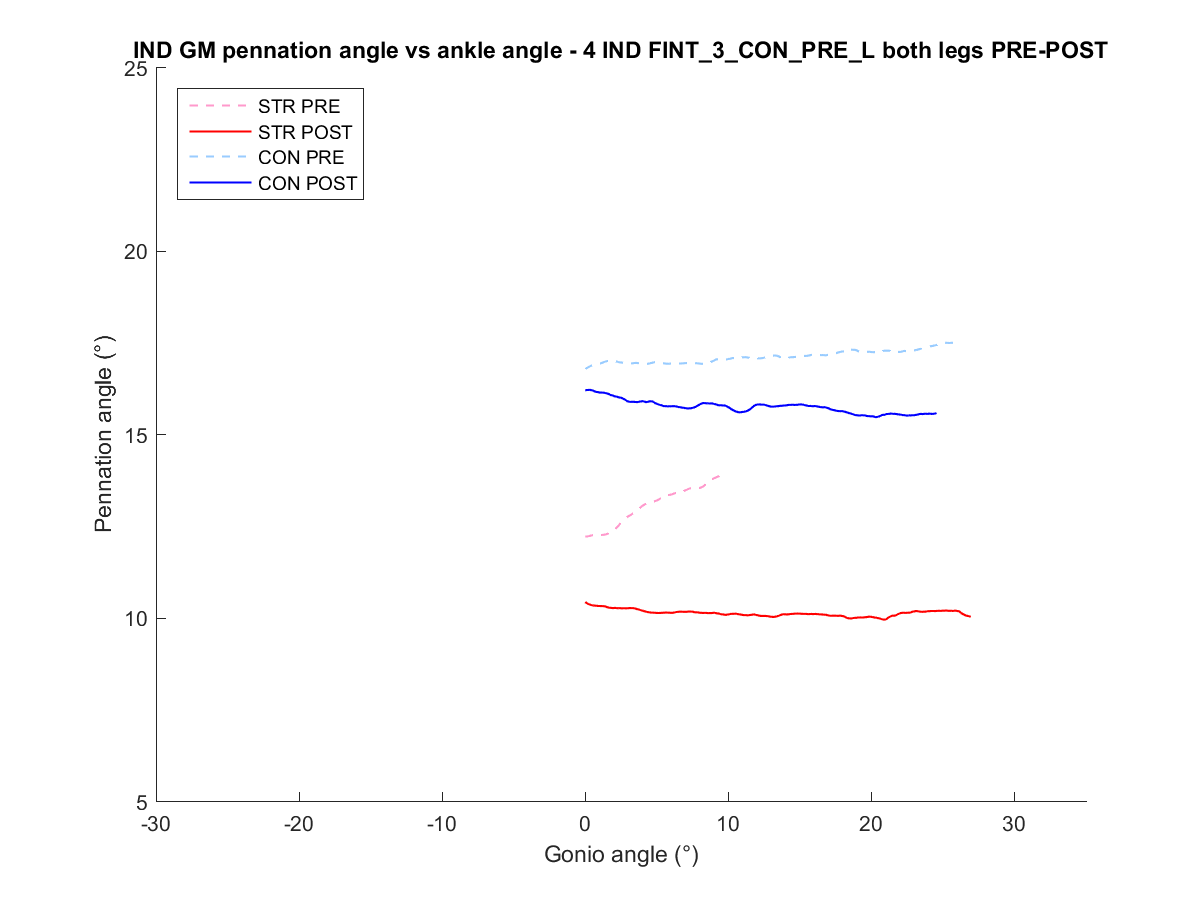 IND GM pennation angle vs ankle angle - 4 IND FINT_3_CON_PRE_L both legs PRE-POST
25
STR PRE
STR POST
CON PRE
CON POST
20
15
10
5
Pennation angle (°)
-30 -20 -10 0 10 20 30
Gonio angle (°)